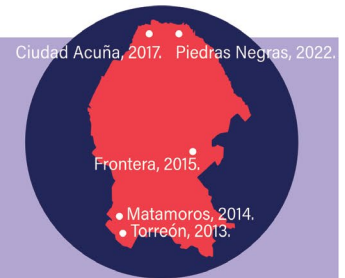 Ciudad Acuña, 2017. Piedras Negras, 2022.
Frontera, 2015.
Matamoros, 2014.
Torreón, 2013.